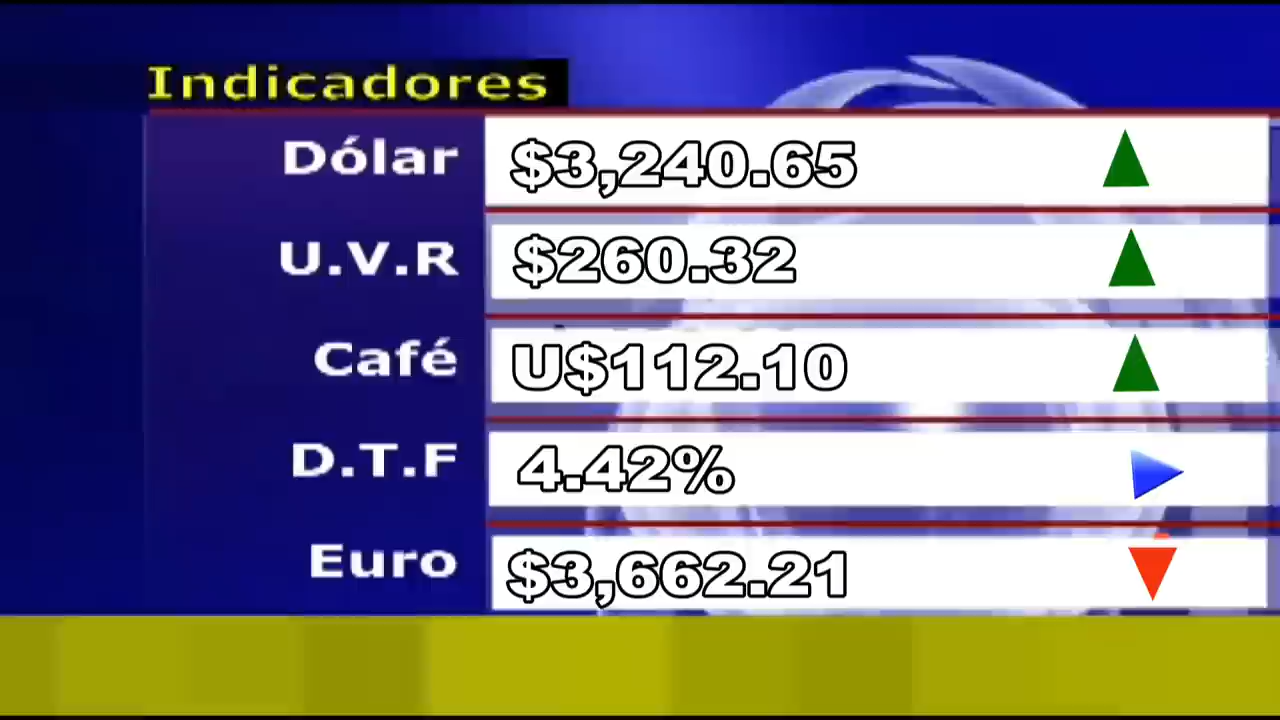 Indicadores
Dólar $3,240.65
U.V.R $260.32
Café U$112.10
D.T.F 4.42%
Euro $3,662.21